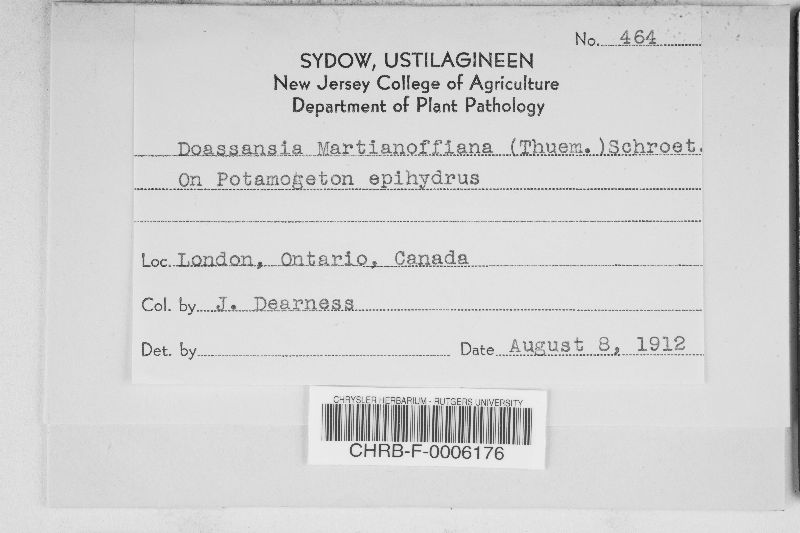 No. 464
SYDOW, USTILAGINEEN
New Jersey College of Agriculture
Department of Plant Pathology
Doassansia Martianoffiana (Thuem.)Schroet.
On Potamogeton epihydrus
Loc. London, Ontario, Canada
Col. by J. Dearness
Det. by
Date August 8, 1912
CHRYSLER HERBARIUM - RUTGERS UNIVERSITY
CHRB-F-0006176